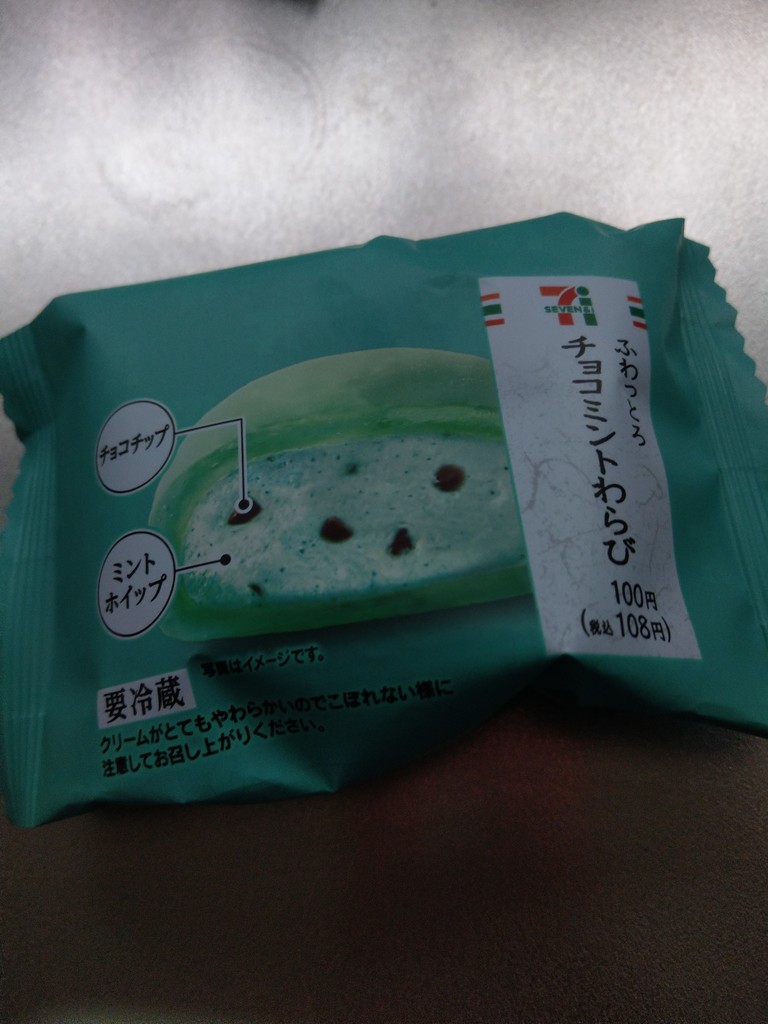 SEVEN&i
ふわっとろ
チョコミントわらび
100円
(税込108円)
チョコチップ
ミント
ホイップ
写真はイメージです。
要冷蔵
クリームがとてもやわらかいのでこぼれない様に
注意してお召し上がりください。